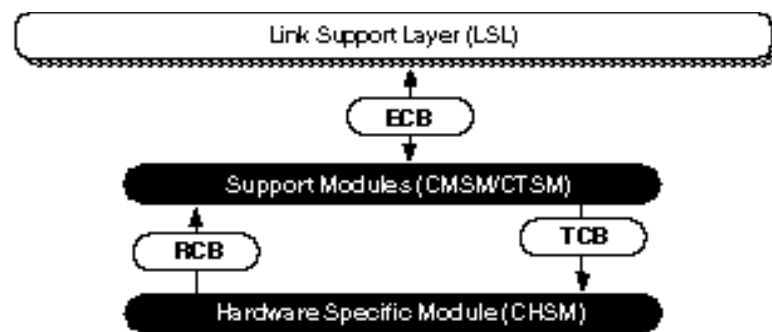 Link Support Layer (LSL)
ECB
Support Modules (CMSM/CTSM)
RCB
TCB
Hardware Specific Module (CHSM)